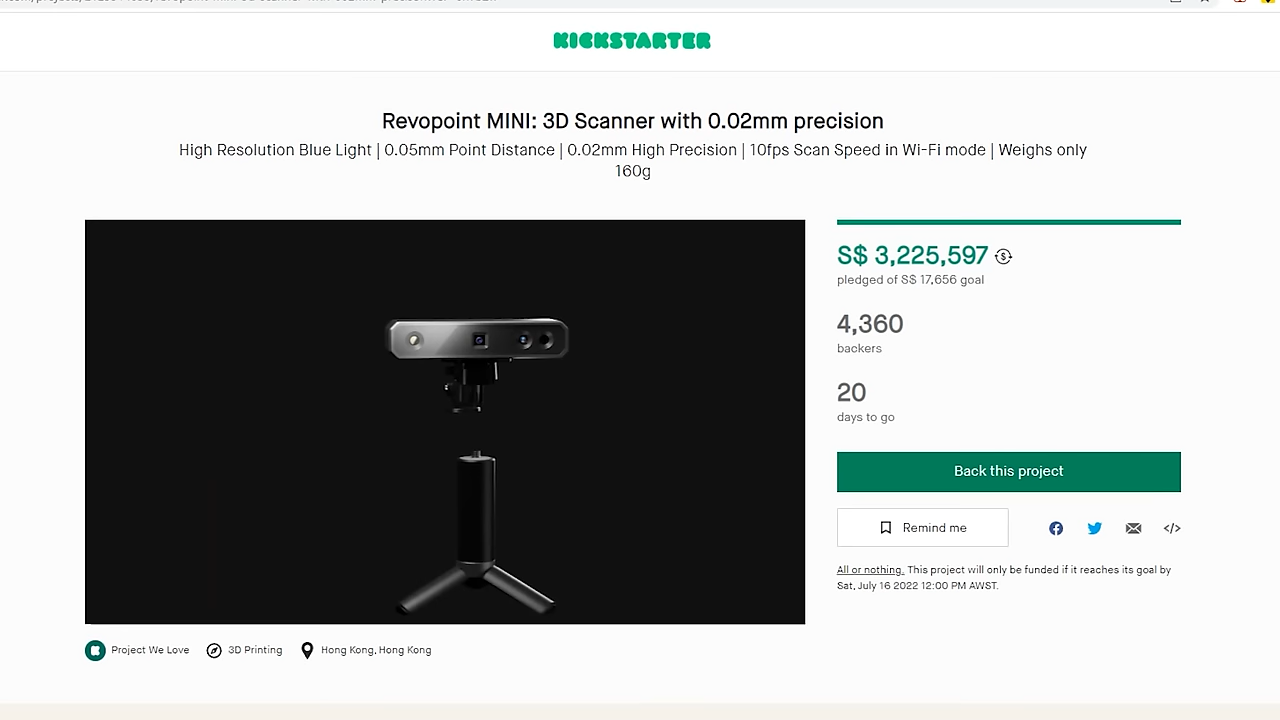 KICKSTARTER
Revopoint MINI: 3D Scanner with 0.02mm precision
High Resolution Blue Light | 0.05mm Point Distance | 0.02mm High Precision | 10fps Scan Speed in Wi-Fi mode | Weighs only
160g
S$ 3,225,597
pledged of S$ 17,656 goal
4,360
backers
20
days to go
Back this project
Remind me
All or nothing. This project will only be funded if it reaches its goal by
Sat, July 16 2022 12:00 PM AWST.
Project We Love
3D Printing
Hong Kong, Hong Kong